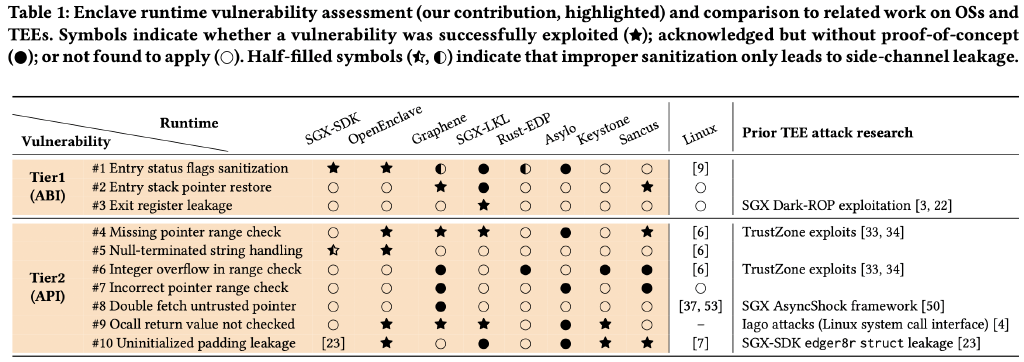 Table 1: Enclave runtime vulnerability assessment (our contribution, highlighted) and comparison to related work on OSs and
TEEs. Symbols indicate whether a vulnerability was successfully exploited (★); acknowledged but without proof-of-concept
(●); or not found to apply (○). Half-filled symbols (⯪, ◐) indicate that improper sanitization only leads to side-channel leakage.
Vulnerability Runtime SGX-SDK OpenEnclave Graphene SGX-LKL Rust-EDP Asylo Keystone Sancus Linux Prior TEE attack research
Tier1 (ABI)
#1 Entry status flags sanitization ★ ★ ◐ ● ◐ ● ○ ○ [9]
#2 Entry stack pointer restore ○ ○ ★ ● ○ ○ ○ ★ ○
#3 Exit register leakage ○ ○ ○ ★ ○ ○ ○ ○ ○ SGX Dark-ROP exploitation [3, 22]
Tier2 (API)
#4 Missing pointer range check ○ ★ ★ ★ ○ ● ○ ★ [6] TrustZone exploits [33, 34]
#5 Null-terminated string handling ⯪ ★ ○ ○ ○ ○ ○ ○ [6]
#6 Integer overflow in range check ○ ○ ● ○ ● ○ ● ● [6] TrustZone exploits [33, 34]
#7 Incorrect pointer range check ○ ○ ● ○ ○ ● ○ ● ○
#8 Double fetch untrusted pointer ○ ○ ● ○ ○ ○ ○ ○ [37, 53] SGX AsyncShock framework [50]
#9 Ocall return value not checked ○ ★ ★ ★ ○ ● ★ ○ – Iago attacks (Linux system call interface) [4]
#10 Uninitialized padding leakage [23] ★ ○ ● ○ ● ★ ★ [7] SGX-SDK edger8r struct leakage [23]